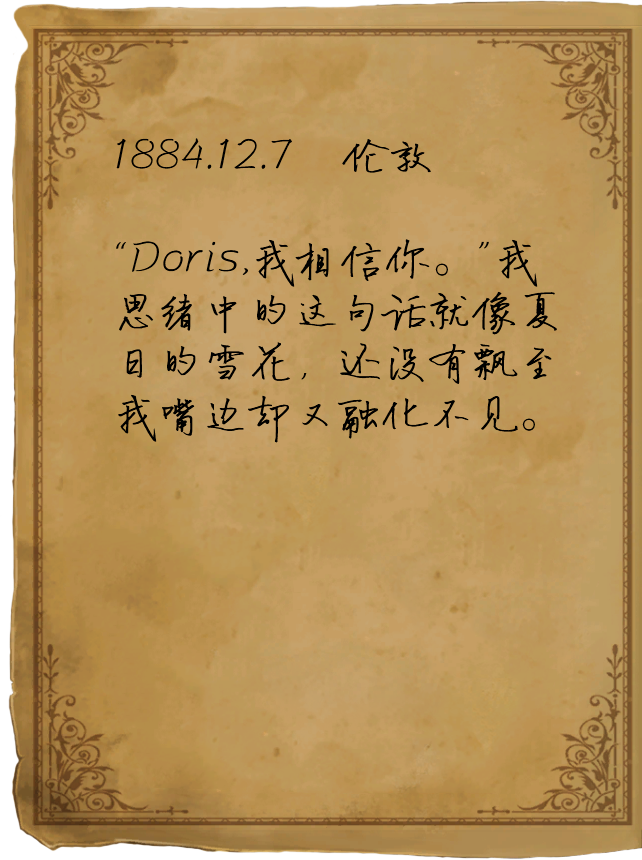 1884.12.7 伦敦
“Doris,我相信你。”我
思绪中的这句话就像夏
日的雪花，还没有飘至
我嘴边却又融化不见。